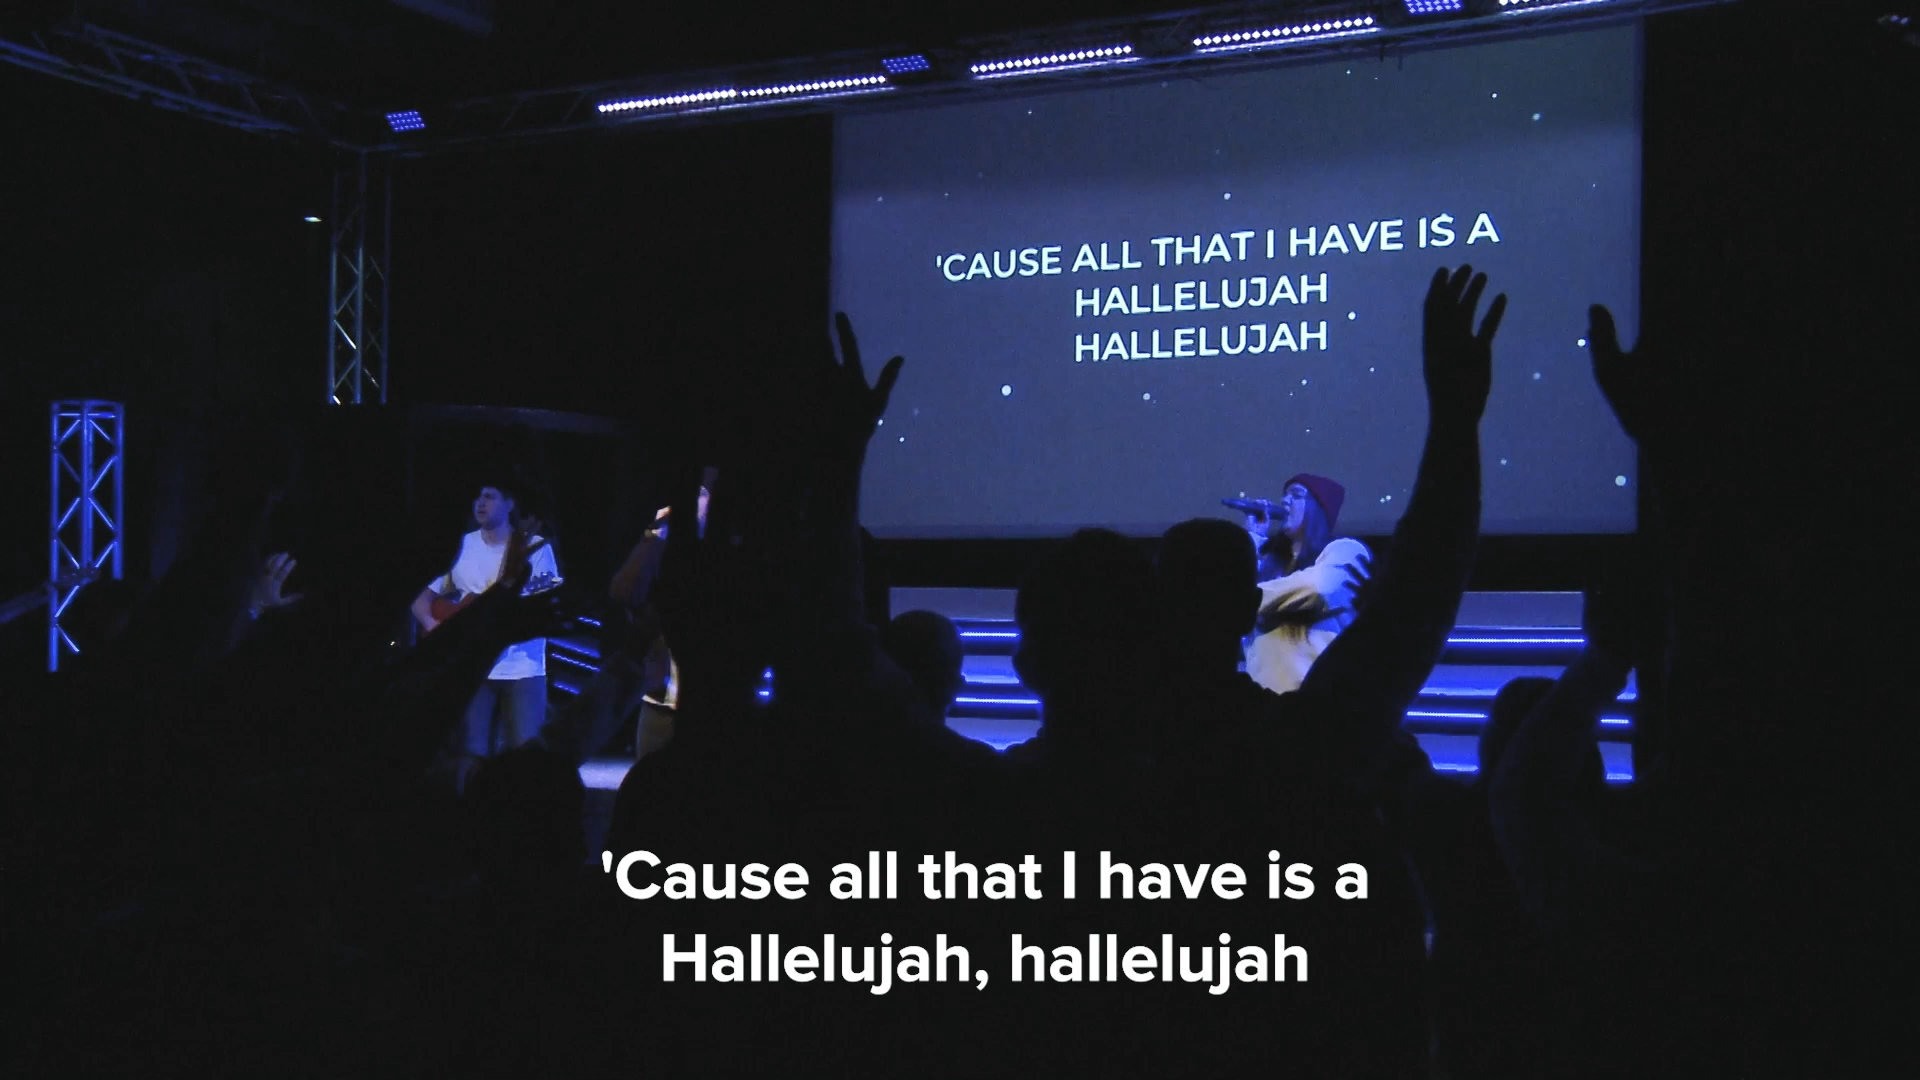 'CAUSE ALL THAT I HAVE IS A
HALLELUJAH
HALLELUJAH
'Cause all that I have is a
Hallelujah, hallelujah